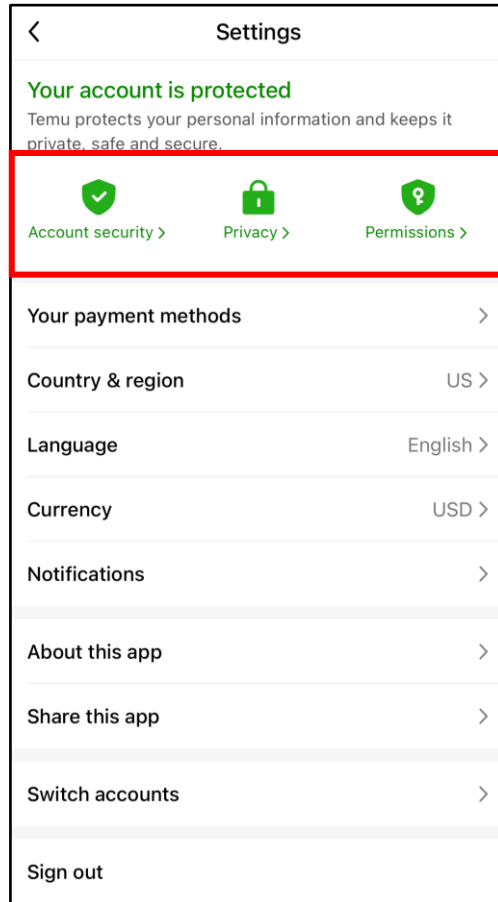 Settings
Your account is protected
Temu protects your personal information and keeps it
private, safe and secure.
Account security >
Privacy >
Permissions >
Your payment methods >
Country & region US >
Language English >
Currency USD >
Notifications >
About this app >
Share this app >
Switch accounts >
Sign out